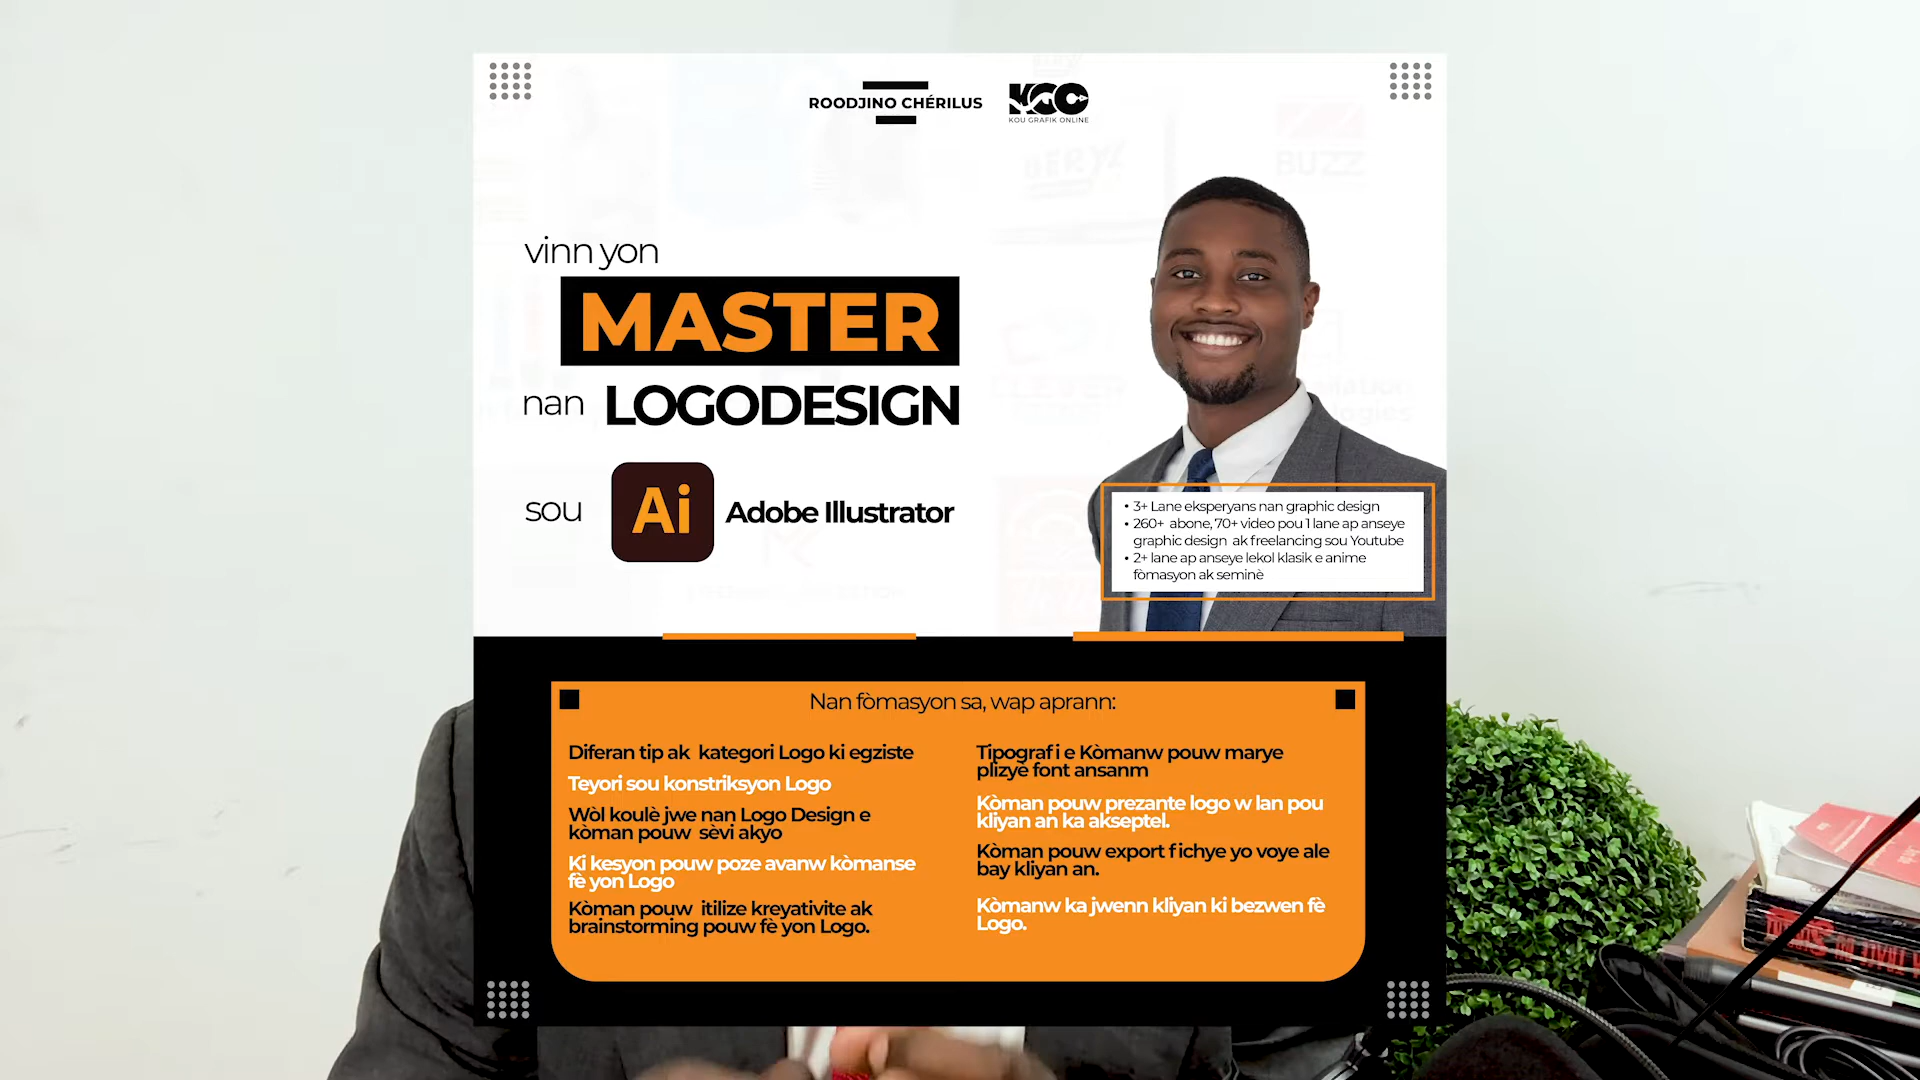 ROODJINO CHÉRILUS
KGO
KOU GRAFIK ONLINE
BUZZ
vinn yon
MASTER
nan LOGODESIGN
sou Ai Adobe Illustrator
• 3+ Lane eksperyans nan graphic design
• 260+ abone, 70+ video pou 1 lane ap anseye
graphic design ak freelancing sou Youtube
• 2+ lane ap anseye lekol klasik e anime
fòmasyon ak seminè
Nan fòmasyon sa, wap aprann:
Diferan tip ak kategori Logo ki egziste
Teyori sou konstriksyon Logo
Wòl koulè jwe nan Logo Design e
kòman pouw sèvi akyo
Ki kesyon pouw poze avanw kòmanse
fè yon Logo
Kòman pouw itilize kreyativite ak
brainstorming pouw fè yon Logo.
Tipografi e Kòmanw pouw marye
plizyè font ansanm
Kòman pouw prezante logo w lan pou
kliyan an ka akseptel.
Kòman pouw export fichye yo voye ale
bay kliyan an.
Kòmanw ka jwenn kliyan ki bezwen fè
Logo.